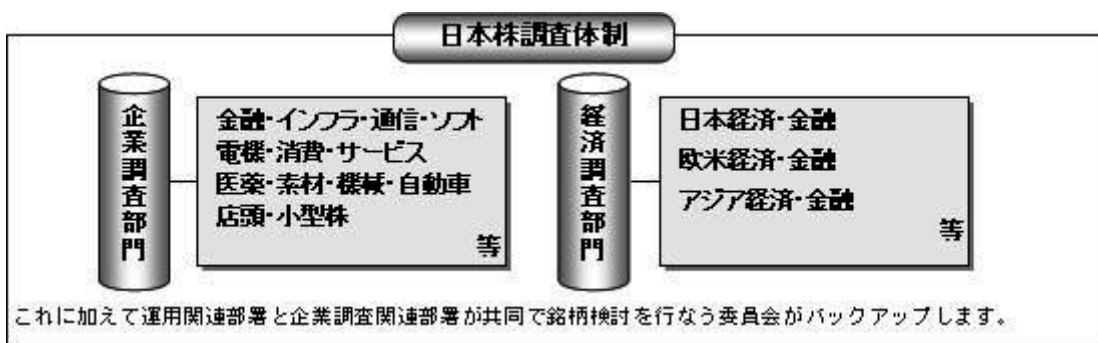 日本株調査体制
企業調査部門
金融・インフラ・通信・ソフト
電機・消費・サービス
医薬・素材・機械・自動車
店頭・小型株
等
経済調査部門
日本経済・金融
欧米経済・金融
アジア経済・金融
等
これに加えて運用関連部署と企業調査関連部署が共同で銘柄検討を行なう委員会がバックアップします。